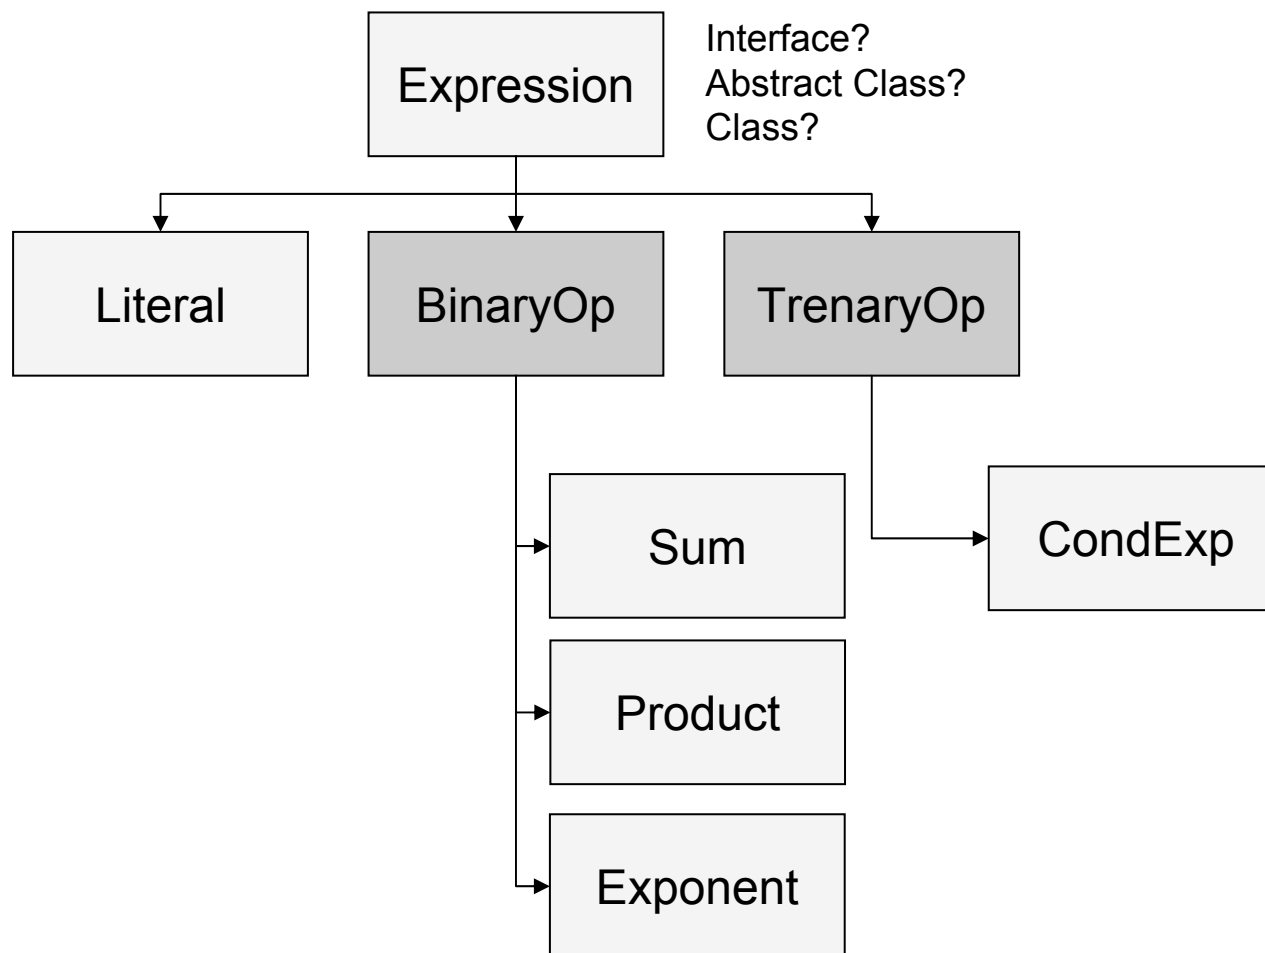 Expression
Interface?
Abstract Class?
Class?
Literal
BinaryOp
TrenaryOp
Sum
CondExp
Product
Exponent